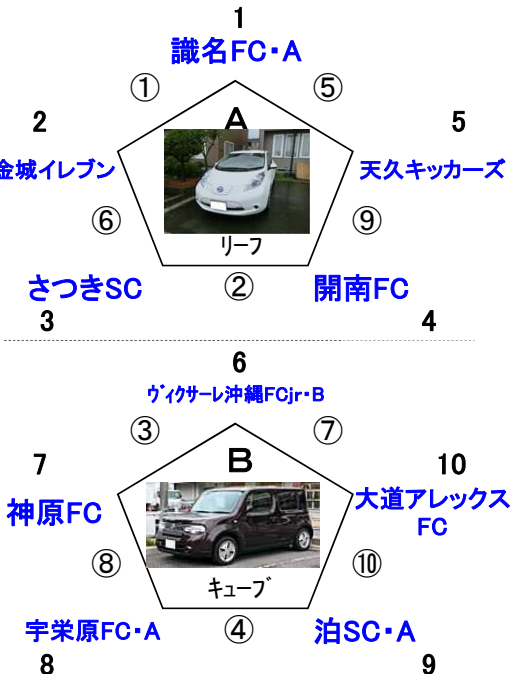 1
識名FC・A
① ⑤
A
2 5
金城イレブン 天久キッカーズ
⑥ ⑨
リーフ
さつきSC ② 開南FC
3 4
6
ヴィクサーレ沖縄FCjr・B
③ ⑦
B
7 10
神原FC 大道アレックス
FC
⑧ ⑩
キューブ
宇栄原FC・A ④ 泊SC・A
8 9